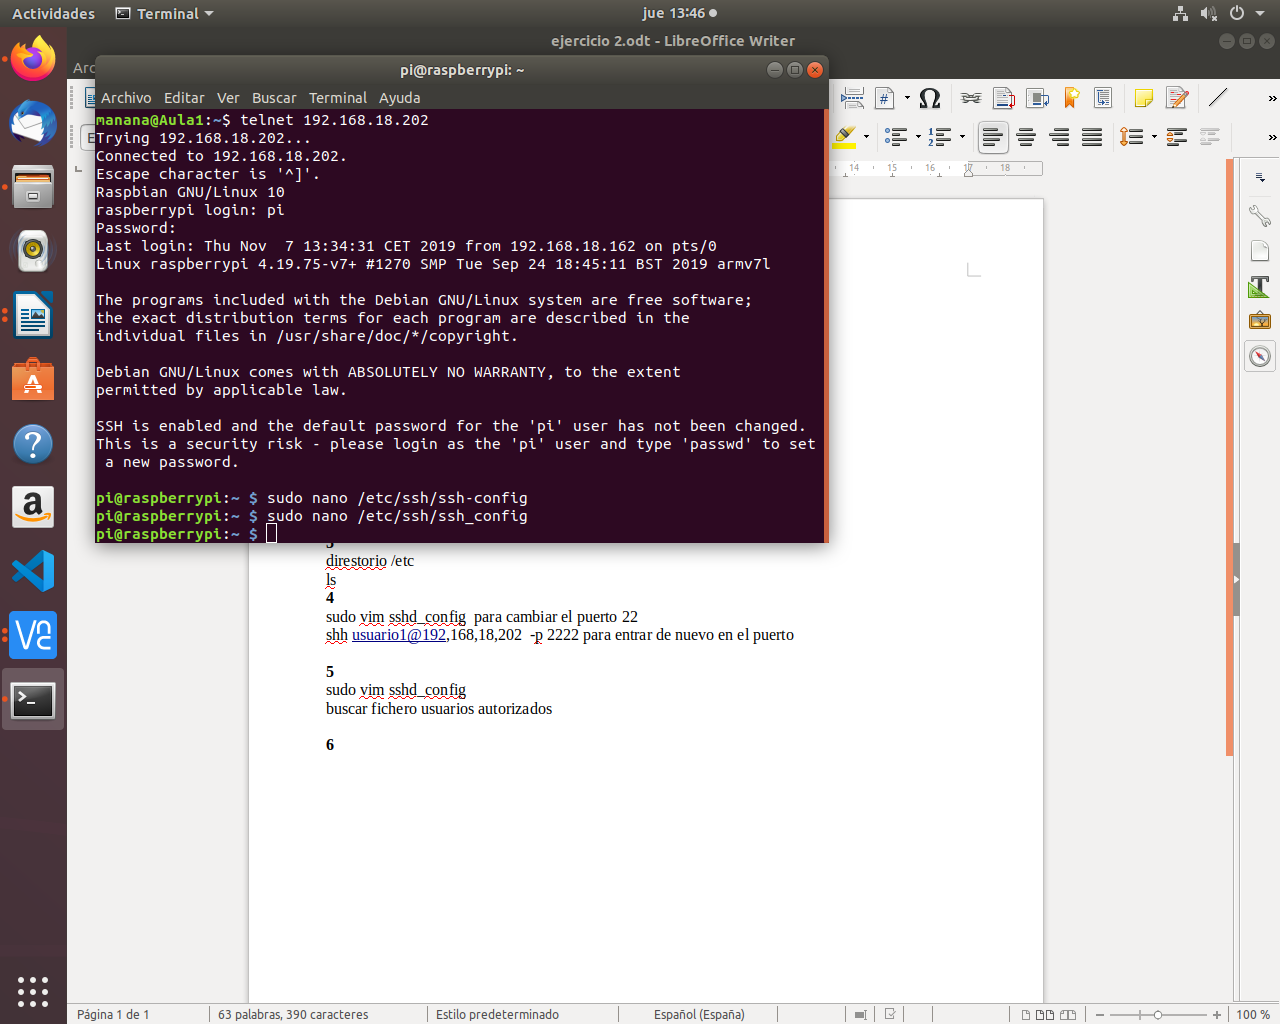 Actividades Terminal jue 13:46
ejercicio 2.odt - LibreOffice Writer
pi@raspberrypi: ~
Archivo Editar Ver Buscar Terminal Ayuda
manana@Aula1:~$ telnet 192.168.18.202
Trying 192.168.18.202...
Connected to 192.168.18.202.
Escape character is '^]'.
Raspbian GNU/Linux 10
raspberrypi login: pi
Password:
Last login: Thu Nov  7 13:34:31 CET 2019 from 192.168.18.162 on pts/0
Linux raspberrypi 4.19.75-v7+ #1270 SMP Tue Sep 24 18:45:11 BST 2019 armv7l
The programs included with the Debian GNU/Linux system are free software;
the exact distribution terms for each program are described in the
individual files in /usr/share/doc/*/copyright.
Debian GNU/Linux comes with ABSOLUTELY NO WARRANTY, to the extent
permitted by applicable law.
SSH is enabled and the default password for the 'pi' user has not been changed.
This is a security risk - please login as the 'pi' user and type 'passwd' to set
 a new password.
pi@raspberrypi:~ $ sudo nano /etc/ssh/ssh-config
pi@raspberrypi:~ $ sudo nano /etc/ssh/ssh_config
pi@raspberrypi:~ $
14 15 16 17 18
direstorio /etc
ls
4
sudo vim sshd_config  para cambiar el puerto 22
shh usuario1@192,168,18,202  -p 2222 para entrar de nuevo en el puerto
5
sudo vim sshd_config
buscar fichero usuarios autorizados
6
Página 1 de 1 63 palabras, 390 caracteres Estilo predeterminado Español (España) 100 %